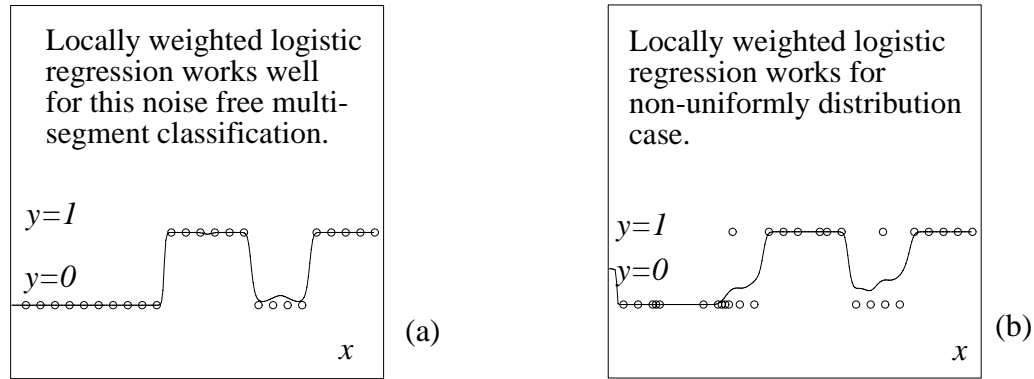 Locally weighted logistic
regression works well
for this noise free multi-
segment classification.
y=1
y=0
x
(a)
Locally weighted logistic
regression works for
non-uniformly distribution
case.
y=1
y=0
x
(b)